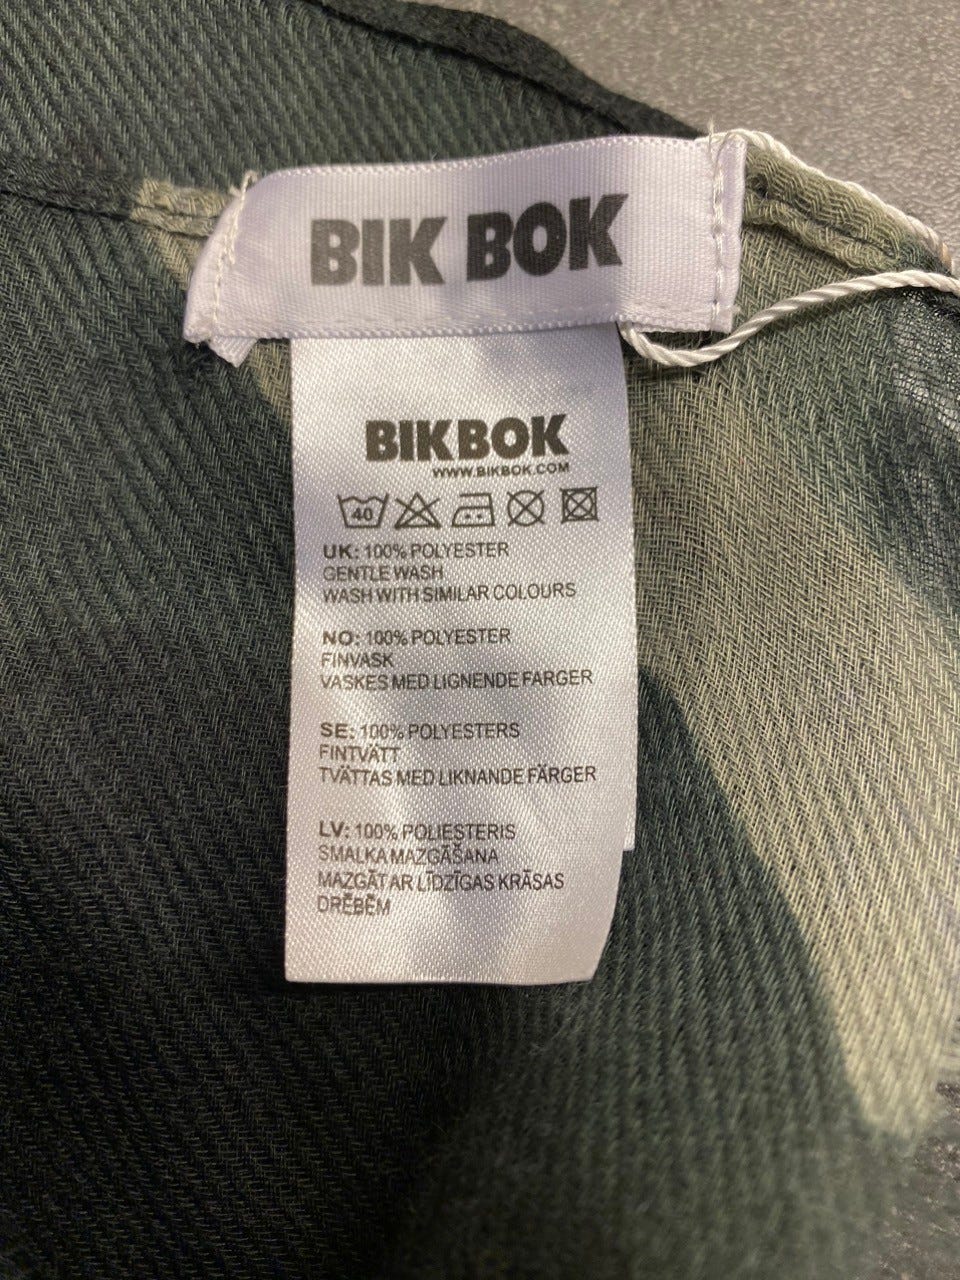 BIK BOK
BIKBOK
WWW.BIKBOK.COM
40
UK: 100% POLYESTER
GENTLE WASH
WASH WITH SIMILAR COLOURS
NO: 100% POLYESTER
FINVASK
VASKES MED LIGNENDE FARGER
SE: 100% POLYESTERS
FINTVÄTT
TVÄTTAS MED LIKNANDE FÄRGER
LV: 100% POLIESTERIS
SMALKA MAZGĀŠANA
MAZGĀT AR LĪDZĪGAS KRĀSAS
DRĒBĒM